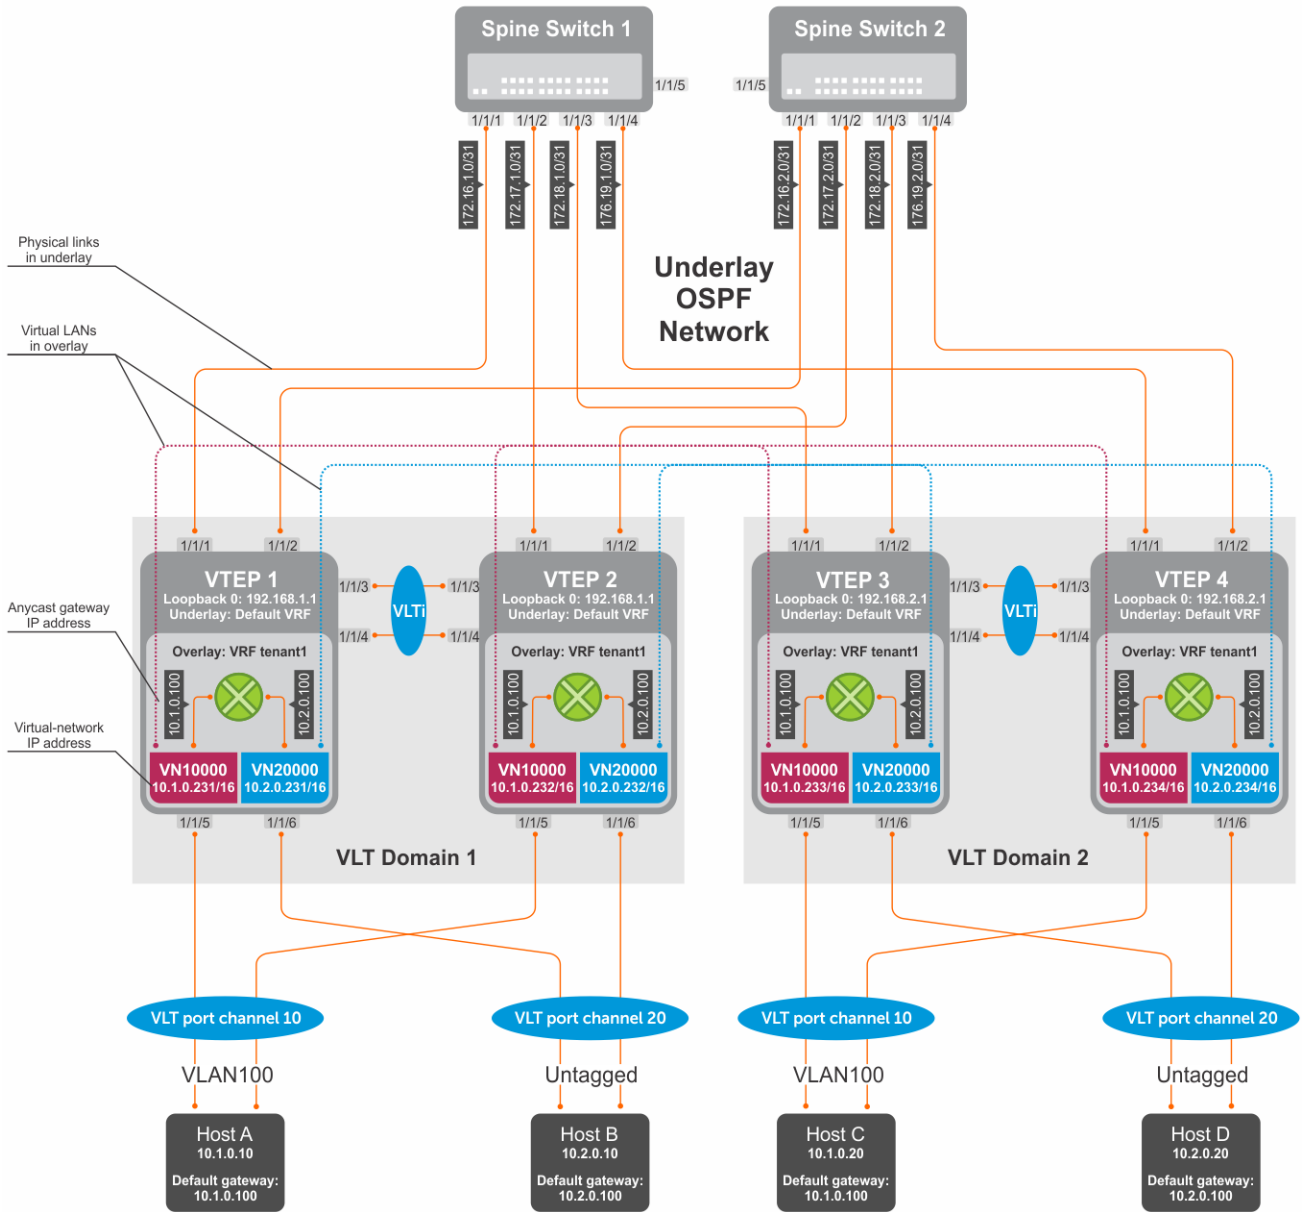 Spine Switch 1
Spine Switch 2
1/1/5
1/1/5
1/1/1
1/1/2
1/1/3
1/1/4
1/1/1
1/1/2
1/1/3
1/1/4
172.16.1.0/31
172.17.1.0/31
172.18.1.0/31
176.19.1.0/31
172.16.2.0/31
172.17.2.0/31
172.18.2.0/31
176.19.2.0/31
Physical links
in underlay
Underlay
OSPF
Network
Virtual LANs
in overlay
1/1/1
1/1/2
1/1/1
1/1/2
1/1/1
1/1/2
1/1/1
1/1/2
VTEP 1
Loopback 0: 192.168.1.1
Underlay: Default VRF
1/1/3
1/1/4
VLTi
1/1/3
1/1/4
VTEP 2
Loopback 0: 192.168.1.1
Underlay: Default VRF
VTEP 3
Loopback 0: 192.168.2.1
Underlay: Default VRF
1/1/3
1/1/4
VLTi
1/1/3
1/1/4
VTEP 4
Loopback 0: 192.168.2.1
Underlay: Default VRF
Anycast gateway
IP address
Overlay: VRF tenant1
Overlay: VRF tenant1
Overlay: VRF tenant1
Overlay: VRF tenant1
10.1.0.100
10.2.0.100
10.1.0.100
10.2.0.100
10.1.0.100
10.2.0.100
10.1.0.100
10.2.0.100
Virtual-network
IP address
VN10000
10.1.0.231/16
VN20000
10.2.0.231/16
VN10000
10.1.0.232/16
VN20000
10.2.0.232/16
VN10000
10.1.0.233/16
VN20000
10.2.0.233/16
VN10000
10.1.0.234/16
VN20000
10.2.0.234/16
1/1/5
1/1/6
1/1/5
1/1/6
1/1/5
1/1/6
1/1/5
1/1/6
VLT Domain 1
VLT Domain 2
VLT port channel 10
VLT port channel 20
VLT port channel 10
VLT port channel 20
VLAN100
Untagged
VLAN100
Untagged
Host A
10.1.0.10
Default gateway:
10.1.0.100
Host B
10.2.0.10
Default gateway:
10.2.0.100
Host C
10.1.0.20
Default gateway:
10.1.0.100
Host D
10.2.0.20
Default gateway:
10.2.0.100